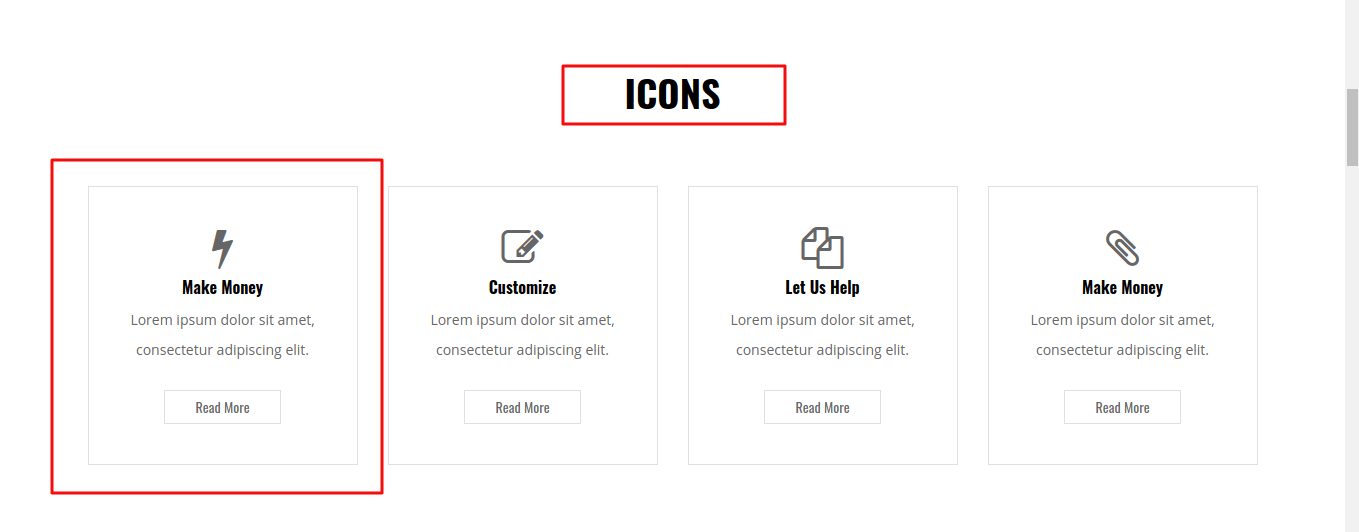 ICONS
Make Money
Lorem ipsum dolor sit amet,
consectetur adipiscing elit.
Read More
Customize
Lorem ipsum dolor sit amet,
consectetur adipiscing elit.
Read More
Let Us Help
Lorem ipsum dolor sit amet,
consectetur adipiscing elit.
Read More
Make Money
Lorem ipsum dolor sit amet,
consectetur adipiscing elit.
Read More